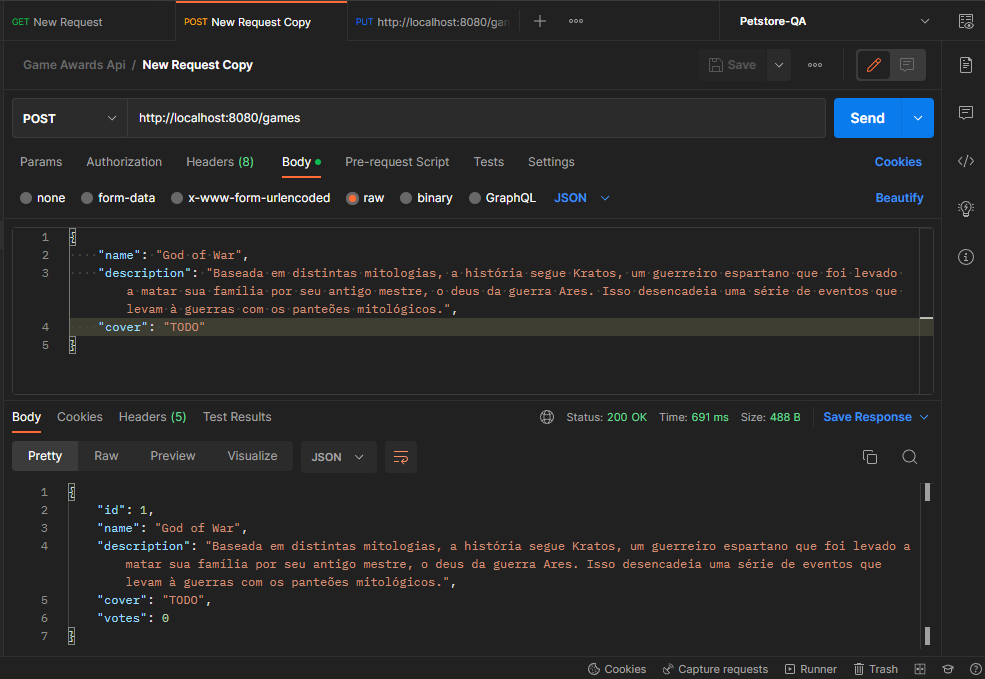 GET New Request POST New Request Copy PUT http://localhost:8080/gan Petstore-QA
Game Awards Api / New Request Copy Save
POST http://localhost:8080/games Send
Params Authorization Headers (8) Body Pre-request Script Tests Settings Cookies
none form-data x-www-form-urlencoded raw binary GraphQL JSON Beautify
1 {
2 "name": "God of War",
3 "description": "Baseada em distintas mitologias, a história segue Kratos, um guerreiro espartano que foi levado
a matar sua família por seu antigo mestre, o deus da guerra Ares. Isso desencadeia uma série de eventos que
levam à guerras com os panteões mitológicos.",
4 "cover": "TODO"
5 }
Body Cookies Headers (5) Test Results Status: 200 OK Time: 691 ms Size: 488 B Save Response
Pretty Raw Preview Visualize JSON
1 {
2 "id": 1,
3 "name": "God of War",
4 "description": "Baseada em distintas mitologias, a história segue Kratos, um guerreiro espartano que foi levado a
matar sua família por seu antigo mestre, o deus da guerra Ares. Isso desencadeia uma série de eventos que
levam à guerras com os panteões mitológicos.",
5 "cover": "TODO",
6 "votes": 0
7 }
Cookies Capture requests Runner Trash